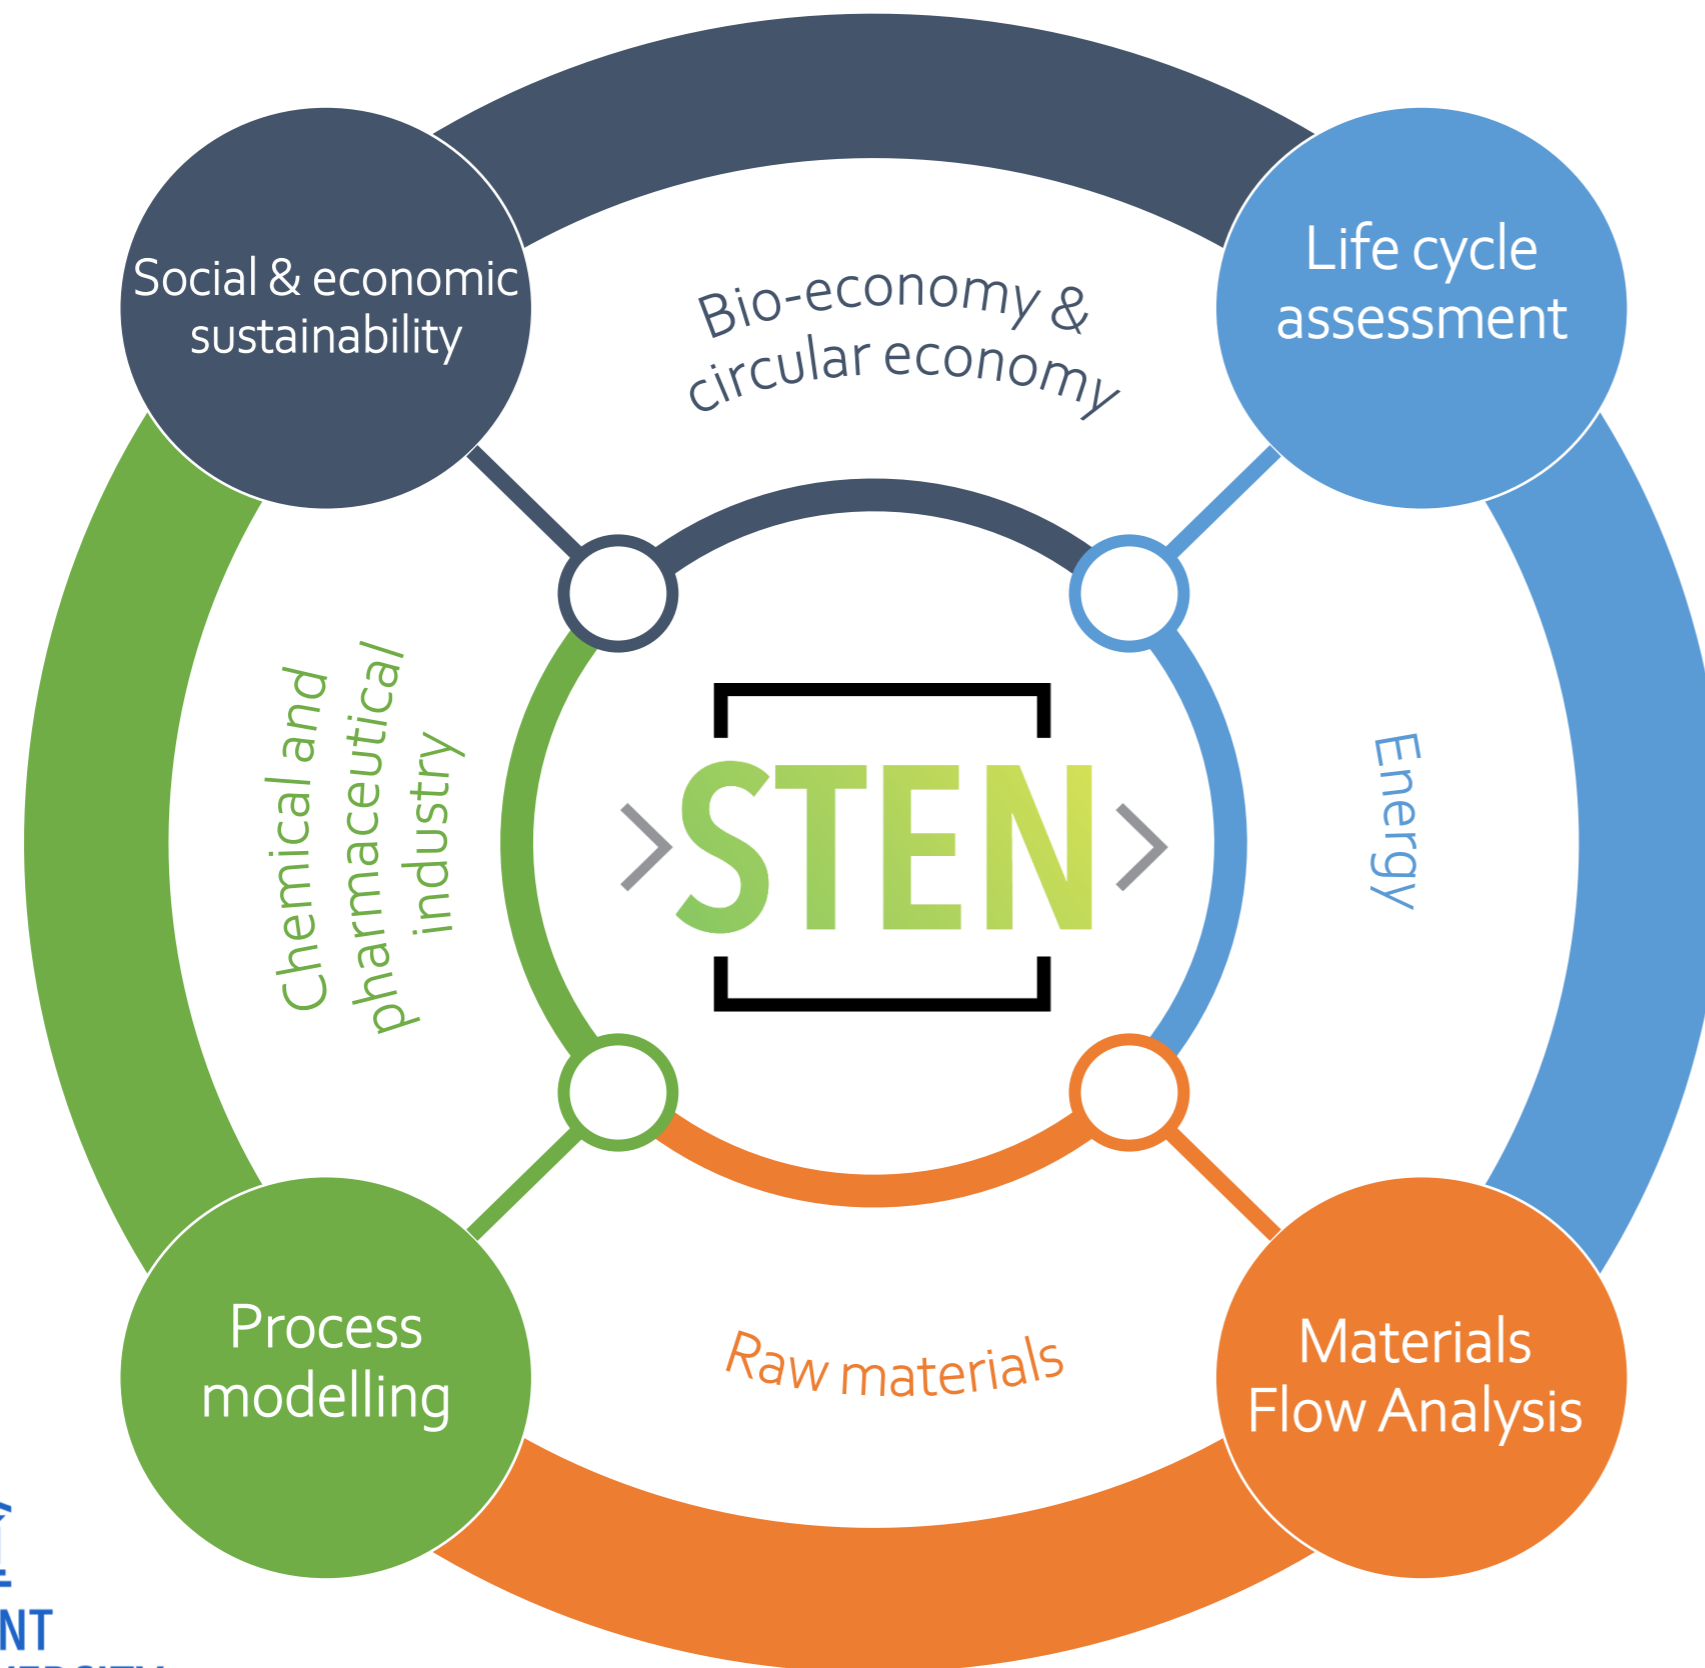 Social & economic
sustainability
Bio-economy &
circular economy
Life cycle
assessment
Chemical and
pharmaceutical
industry
STEN
Energy
Process
modelling
Raw materials
Materials
Flow Analysis